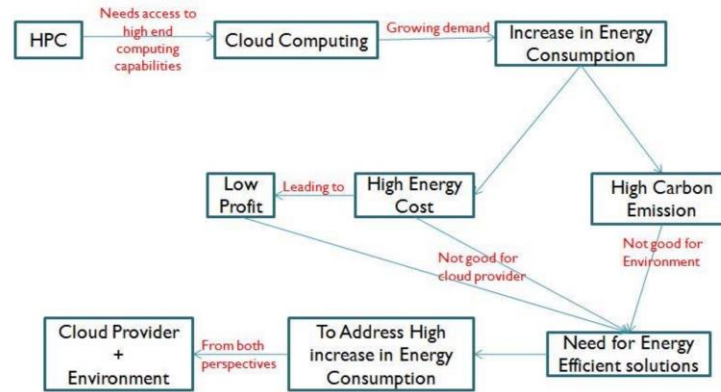 HPC
Needs access to
high end
computing
capabilities
Cloud Computing
Growing demand
Increase in Energy
Consumption
Low
Profit
Leading to
High Energy
Cost
High Carbon
Emission
Not good for
cloud provider
Not good for
Environment
Cloud Provider
+
Environment
From both
perspectives
To Address High
increase in Energy
Consumption
Need for Energy
Efficient solutions